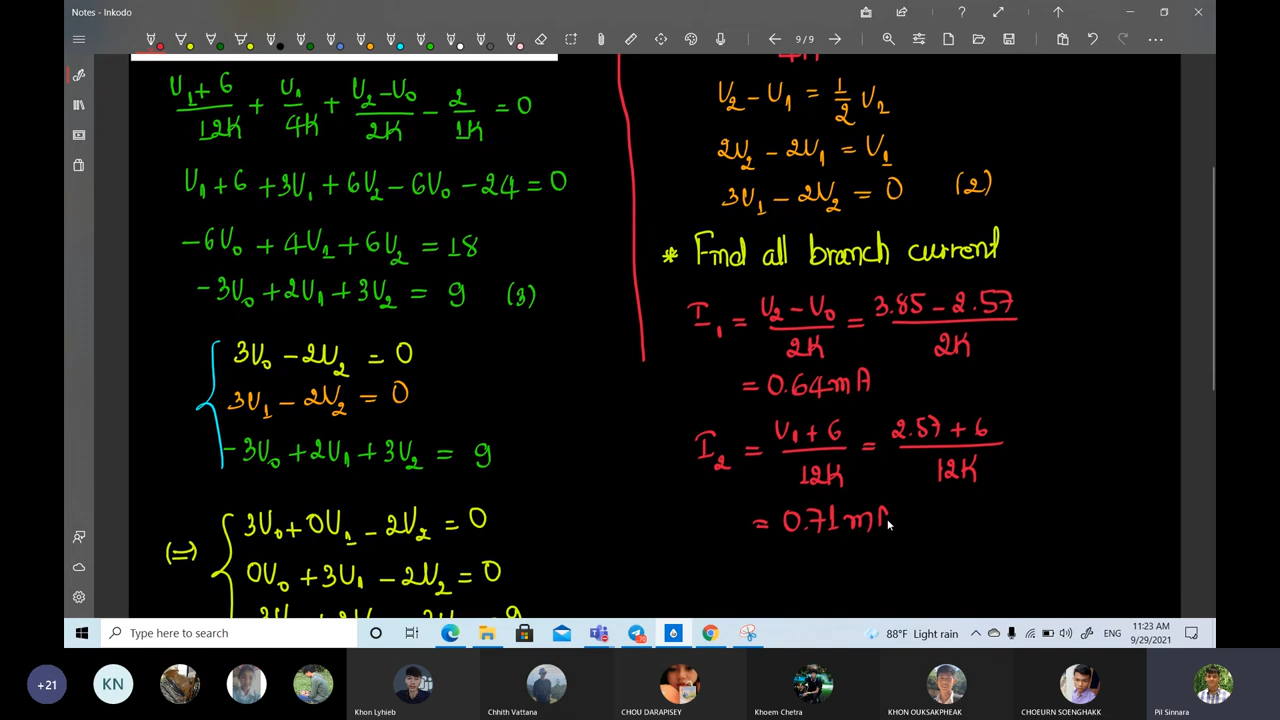 Notes - Inkodo
9/9
V₁ + 6 / 12K + V₁ / 4K + V₂ - V₀ / 2K - 2 / 1K = 0
V₁ + 6 + 3V₁ + 6V₂ - 6V₀ - 24 = 0
-6V₀ + 4V₁ + 6V₂ = 18
-3V₀ + 2V₁ + 3V₂ = 9 (3)
3V₀ - 2V₂ = 0
3V₁ - 2V₂ = 0
-3V₀ + 2V₁ + 3V₂ = 9
(=) 3V₀ + 0V₁ - 2V₂ = 0
0V₀ + 3V₁ - 2V₂ = 0
V₂ - V₁ = 1/2 V₂
2V₂ - 2V₁ = V₁
3V₁ - 2V₂ = 0 (2)
* Find all branch current
I₁ = V₂ - V₀ / 2K = 3.85 - 2.57 / 2K
= 0.64mA
I₂ = V₁ + 6 / 12K = 2.57 + 6 / 12K
= 0.71m
Type here to search
88°F Light rain
ENG
11:23 AM
9/29/2021
+21
KN
Khon Lyhieb
Chhith Vattana
CHOU DARAPISEY
Khoem Chetra
KHON OUKSAKPHEAK
CHOEURN SOENGHAKK
Pil Sinnara